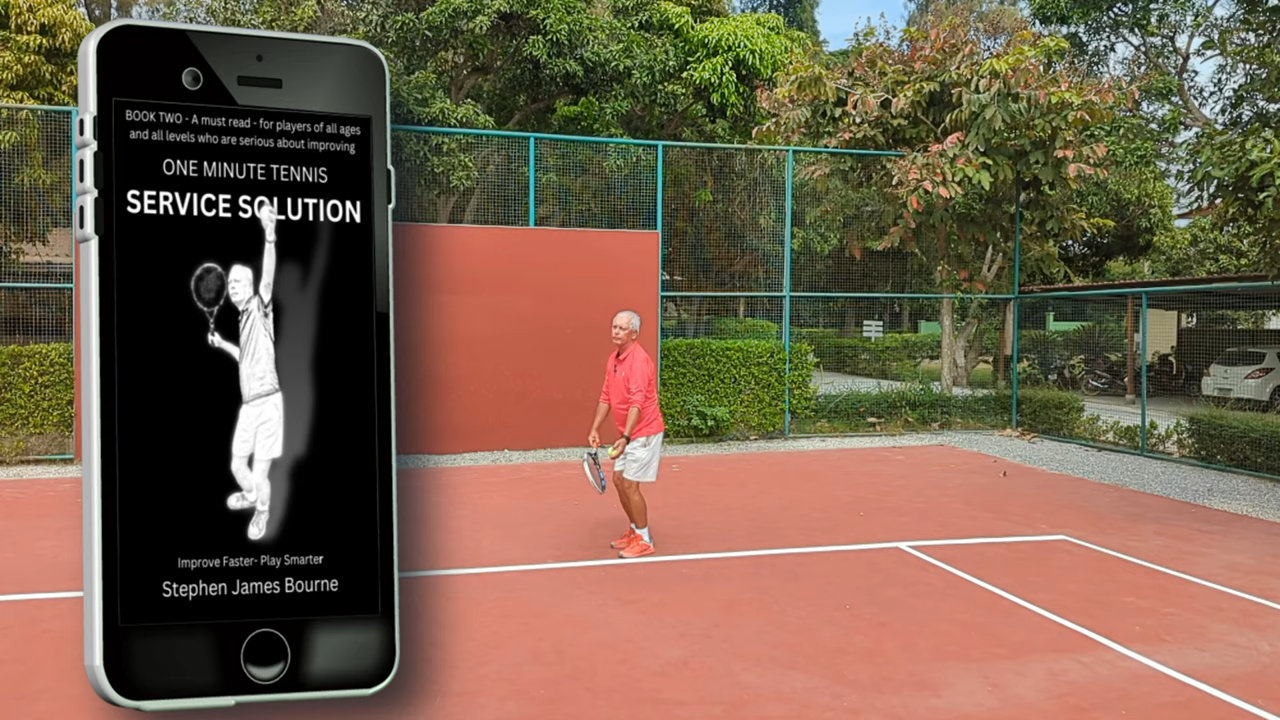 BOOK TWO - A must read - for players of all ages
and all levels who are serious about improving
ONE MINUTE TENNIS
SERVICE SOLUTION
Improve Faster- Play Smarter
Stephen James Bourne